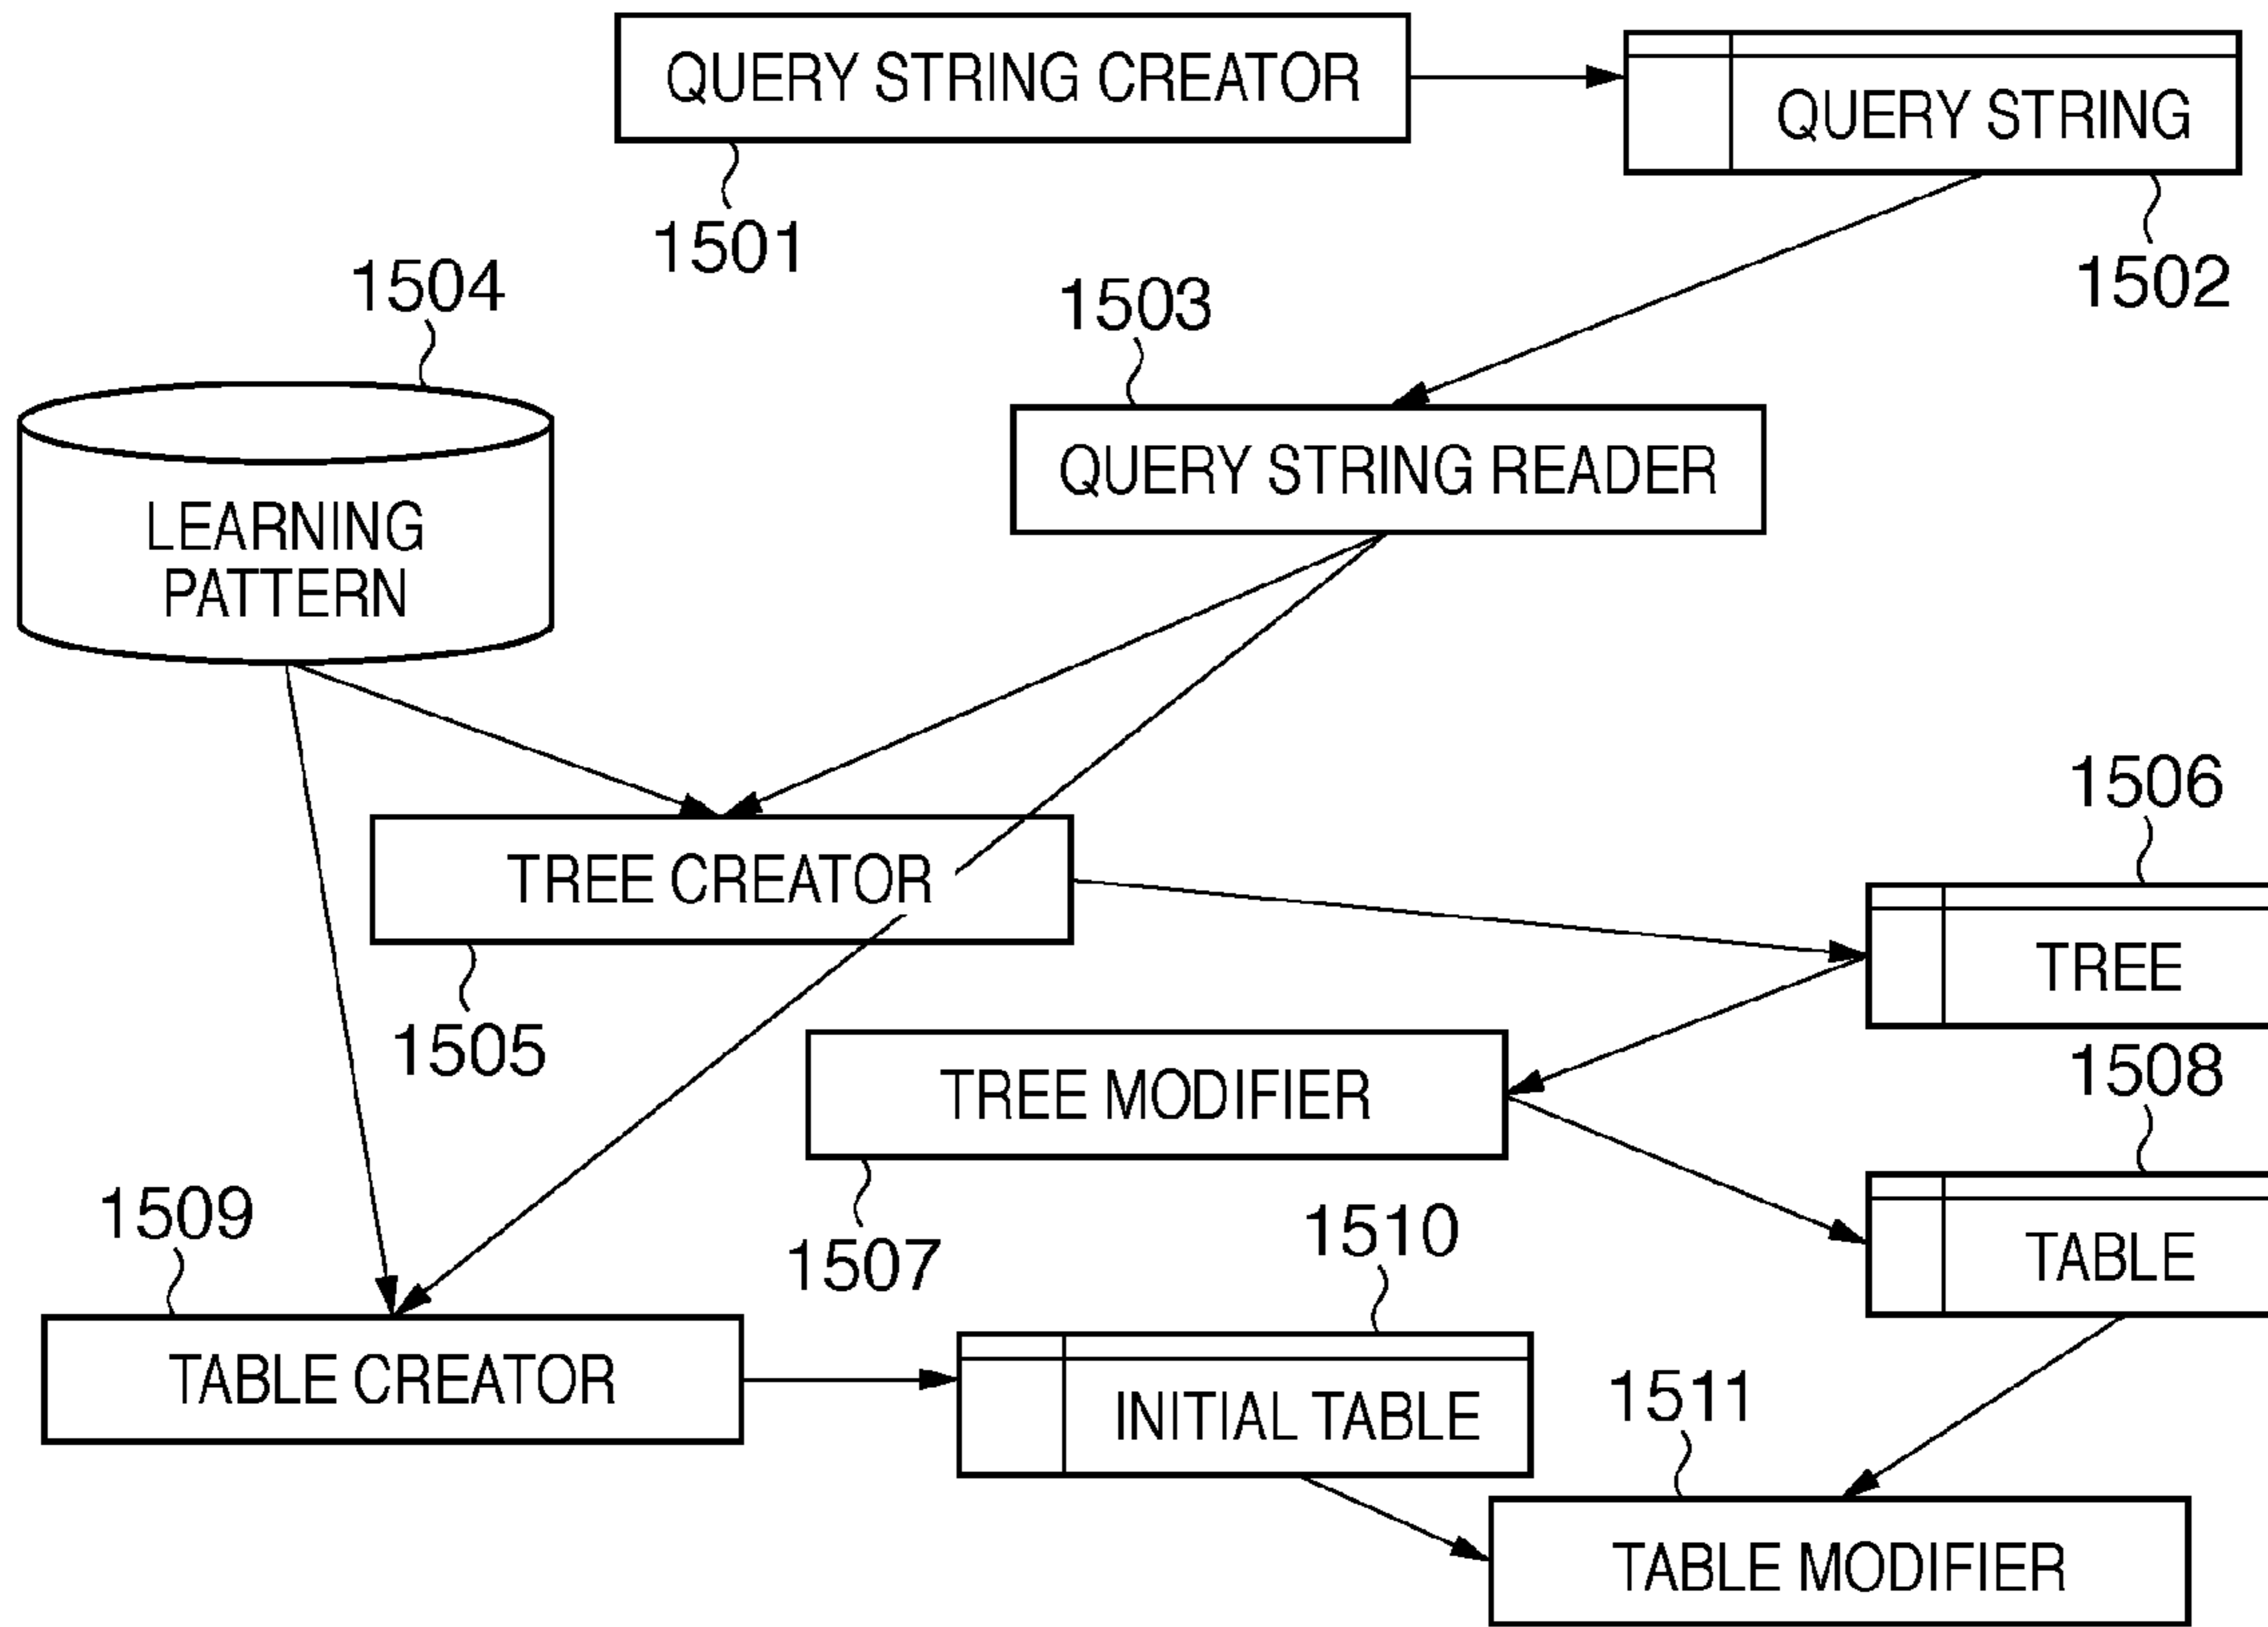 QUERY STRING CREATOR
QUERY STRING
1501
1502
1504
1503
LEARNING
PATTERN
QUERY STRING READER
1506
TREE CREATOR
TREE
1505
1508
TREE MODIFIER
1509
1507
1510
TABLE
TABLE CREATOR
INITIAL TABLE
1511
TABLE MODIFIER